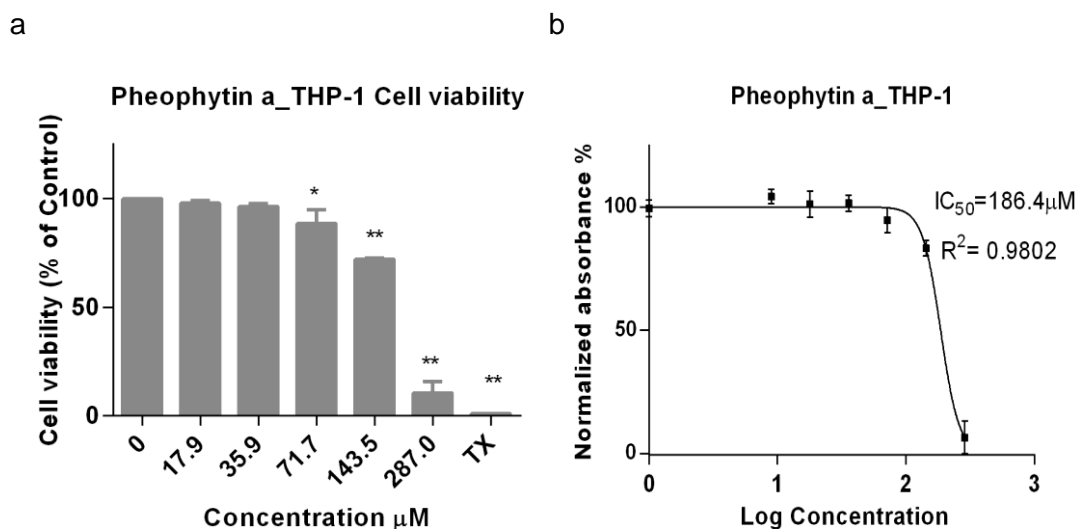 a
Pheophytin a_THP-1 Cell viability
Cell viability (% of Control)
100
50
0
*
**
**
**
0
17.9
35.9
71.7
143.5
287.0
TX
Concentration μM
b
Pheophytin a_THP-1
Normalized absorbance %
100
50
0
IC50=186.4μM
R2= 0.9802
0
1
2
3
Log Concentration